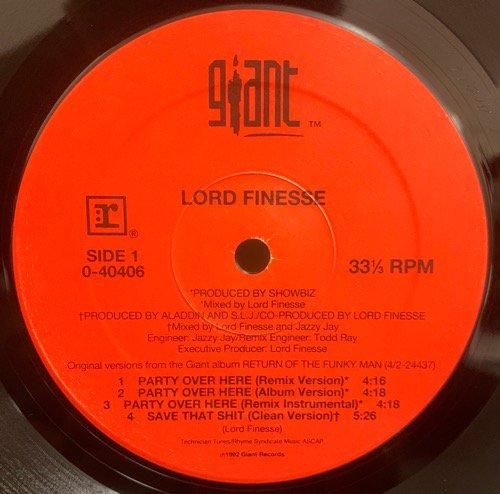 giant™
LORD FINESSE
r®
SIDE 1
0-40406
33⅓ RPM
*PRODUCED BY SHOWBIZ
*Mixed by Lord Finesse
†PRODUCED BY ALADDIN AND S.L.J./CO-PRODUCED BY LORD FINESSE
†Mixed by Lord Finesse and Jazzy Jay
Engineer: Jazzy Jay/Remix Engineer: Todd Ray
Executive Producer: Lord Finesse
Original versions from the Giant album RETURN OF THE FUNKY MAN (4/2-24437)
1 PARTY OVER HERE (Remix Version)* 4:16
2 PARTY OVER HERE (Album Version)* 4:18
3 PARTY OVER HERE (Remix Instrumental)* 4:18
4 SAVE THAT SHIT (Clean Version)† 5:26
(Lord Finesse)
Technician Tunes/Rhyme Syndicate Music ASCAP
℗1992 Giant Records